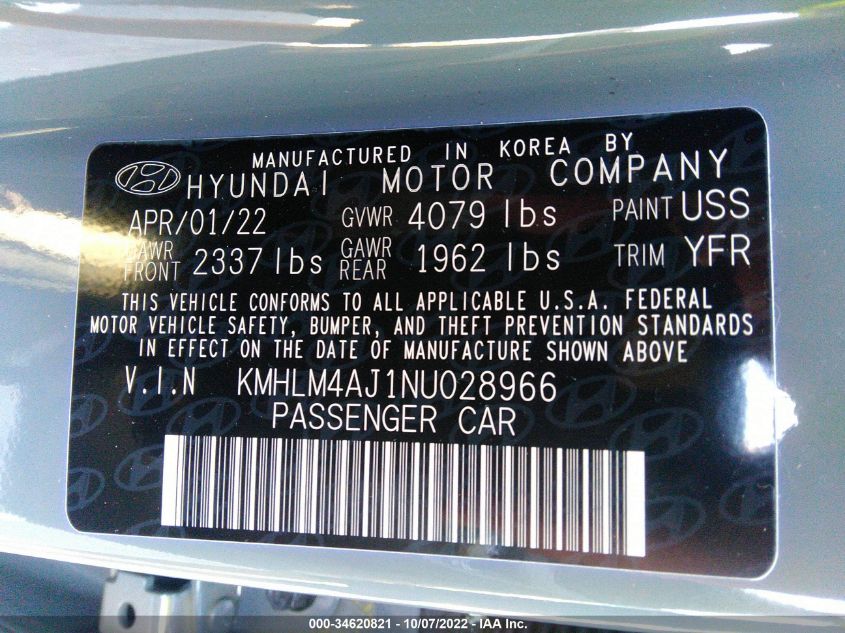 MANUFACTURED IN KOREA BY
HYUNDAI MOTOR COMPANY
APR/01/22 GVWR 4079 lbs PAINT USS
GAWR FRONT 2337 lbs GAWR REAR 1962 lbs TRIM YFR
THIS VEHICLE CONFORMS TO ALL APPLICABLE U.S.A. FEDERAL
MOTOR VEHICLE SAFETY, BUMPER, AND THEFT PREVENTION STANDARDS
IN EFFECT ON THE DATE OF MANUFACTURE SHOWN ABOVE
V.I.N KMHLM4AJ1NU028966
PASSENGER CAR
000-34620821 - 10/07/2022 - IAA Inc.